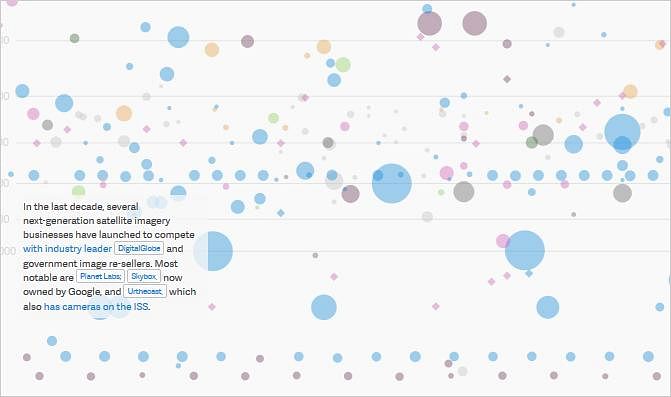 In the last decade, several
next-generation satellite imagery
businesses have launched to compete
with industry leader DigitalGlobe and
government image re-sellers. Most
notable are Planet Labs; Skybox, now
owned by Google, and Urthecast, which
also has cameras on the ISS.